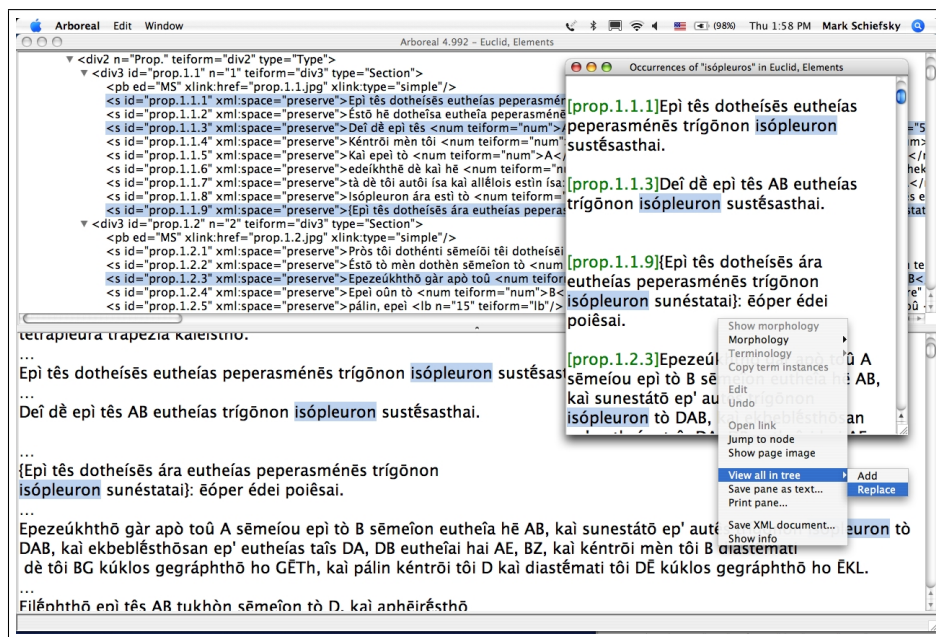 Arboreal Edit Window (98%) Thu 1:58 PM Mark Schiefsky
Arboreal 4.992 – Euclid, Elements
▼ <div2 n="Prop." teiform="div2" type="Type">
▼ <div3 id="prop.1.1" n="1" teiform="div3" type="Section">
<pb ed="MS" xlink:href="prop.1.1.jpg" xlink:type="simple"/>
<s id="prop.1.1.1" xml:space="preserve">Epì tês dotheísēs eutheías peperasmén
<s id="prop.1.1.2" xml:space="preserve">Éstō hē dotheîsa eutheîa peperasméne
<s id="prop.1.1.3" xml:space="preserve">Deî dḕ epì tês <num teiform="num">
<s id="prop.1.1.4" xml:space="preserve">Kéntrōi mèn tôi <num teiform="num"
<s id="prop.1.1.5" xml:space="preserve">Kaì epeì tò <num teiform="num">A</
<s id="prop.1.1.6" xml:space="preserve">edeíkhthē dè kaì hē <num teiform="n
<s id="prop.1.1.7" xml:space="preserve">tà dè tôi autôi ísa kaì allḗlois estìn ísa
<s id="prop.1.1.8" xml:space="preserve">Isópleuron ára estì tò <num teiform="
<s id="prop.1.1.9" xml:space="preserve">{Epì tês dotheísēs ára eutheías pepera
▼ <div3 id="prop.1.2" n="2" teiform="div3" type="Section">
<pb ed="MS" xlink:href="prop.1.2.jpg" xlink:type="simple"/>
<s id="prop.1.2.1" xml:space="preserve">Pròs tôi dothénti sēmeíōi têi dotheísēi
<s id="prop.1.2.2" xml:space="preserve">Éstō tò mèn dothèn sēmeîon tò <num
<s id="prop.1.2.3" xml:space="preserve">Epezeúkhthō gàr apò toû <num teifor
<s id="prop.1.2.4" xml:space="preserve">Epeì oûn tò <num teiform="num">B<
<s id="prop.1.2.5" xml:space="preserve">pálin, epeì <lb n="15" teiform="lb"/>
tetrápleura trapézia kaleísthō.
...
Epì tês dotheísēs eutheías peperasménēs trígōnon isópleuron sustḗsas
...
Deî dḕ epì tês AB eutheías trígōnon isópleuron sustḗsasthai.
...
{Epì tês dotheísēs ára eutheías peperasménēs trígōnon
isópleuron sunéstatai}: ēóper édei poiêsai.
...
Epezeúkhthō gàr apò toû A sēmeíou epì tò B sēmeîon eutheîa hē AB, kaì sunestátō ep' autê euron tò
DAB, kaì ekbeblḗsthōsan ep' eutheías taîs DA, DB eutheîai hai AE, BZ, kaì kéntrōi mèn tôi B diastḗmati
dè tôi BG kúklos gegráphthō ho GĒTh, kaì pálin kéntrōi tôi D kaì diastḗmati tôi DĒ kúklos gegráphthō ho ĒKL.
...
Eilḗphthō epì tês AB tukhòn sēmeîon tò D, kaì aphēirḗsthō
Occurrences of "isópleuros" in Euclid, Elements
[prop.1.1.1]Epì tês dotheísēs eutheías
peperasménēs trígōnon isópleuron
sustḗsasthai.
[prop.1.1.3]Deî dḕ epì tês AB eutheías
trígōnon isópleuron sustḗsasthai.
[prop.1.1.9]{Epì tês dotheísēs ára
eutheías peperasménēs trígōnon
isópleuron sunéstatai}: ēóper édei
poiêsai.
[prop.1.2.3]Epezeúkhthō gàr apò toû A
sēmeíou epì tò B sēmeîon eutheîa hē AB,
kaì sunestátō ep' au trígōnon
isópleuron tò DAB, kaì ekbeblḗsthōsan
Show morphology
Morphology
Terminology
Copy term instances
Edit
Undo
Open link
Jump to node
Show page image
View all in tree
Save pane as text...
Print pane...
Save XML document...
Show info
Add
Replace